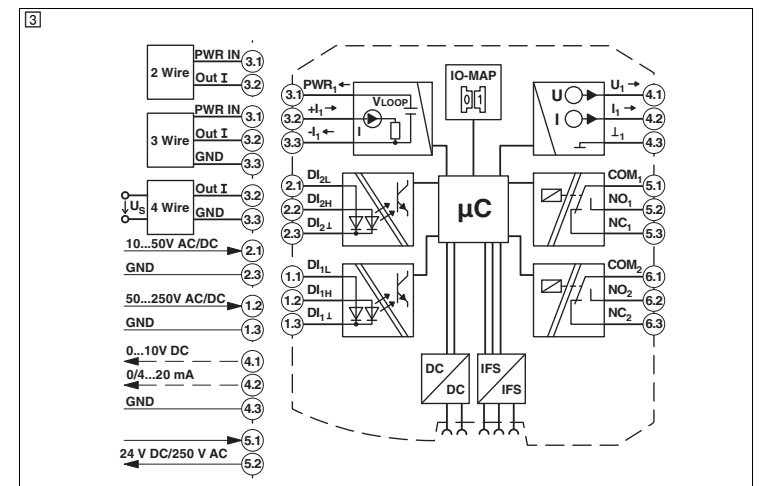 3
2 Wire
PWR IN
3.1
Out I
3.2
3 Wire
PWR IN
3.1
Out I
3.2
GND
3.3
US
4 Wire
Out I
3.2
GND
3.3
10...50V AC/DC
2.1
GND
2.3
50...250V AC/DC
1.2
GND
1.3
0...10V DC
4.1
0/4...20 mA
4.2
GND
4.3
5.1
24 V DC/250 V AC
5.2
3.1
PWR1
3.2
+I1
3.3
-I1
VLOOP
I
IO-MAP
0 1
U
I
U1
4.1
I1
4.2
⊥1
4.3
2.1
DI2L
2.2
DI2H
2.3
DI2⊥
µC
COM1
5.1
NO1
5.2
NC1
5.3
1.1
DI1L
1.2
DI1H
1.3
DI1⊥
COM2
6.1
NO2
6.2
NC2
6.3
DC
DC
IFS
IFS